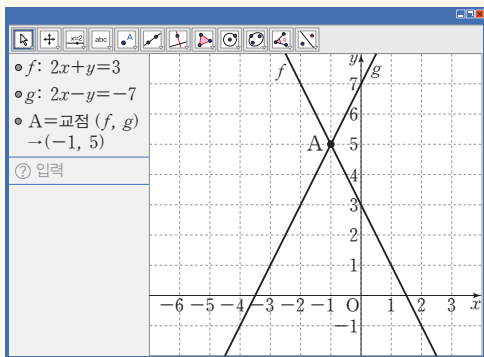 x=2 abc A
f: 2x+y=3
g: 2x-y=-7
A=교점 (f, g)
→(-1, 5)
? 입력
y
f
g
7
6
A 5
4
3
2
1
-6 -5 -4 -3 -2 -1 O 1 2 3 x
-1